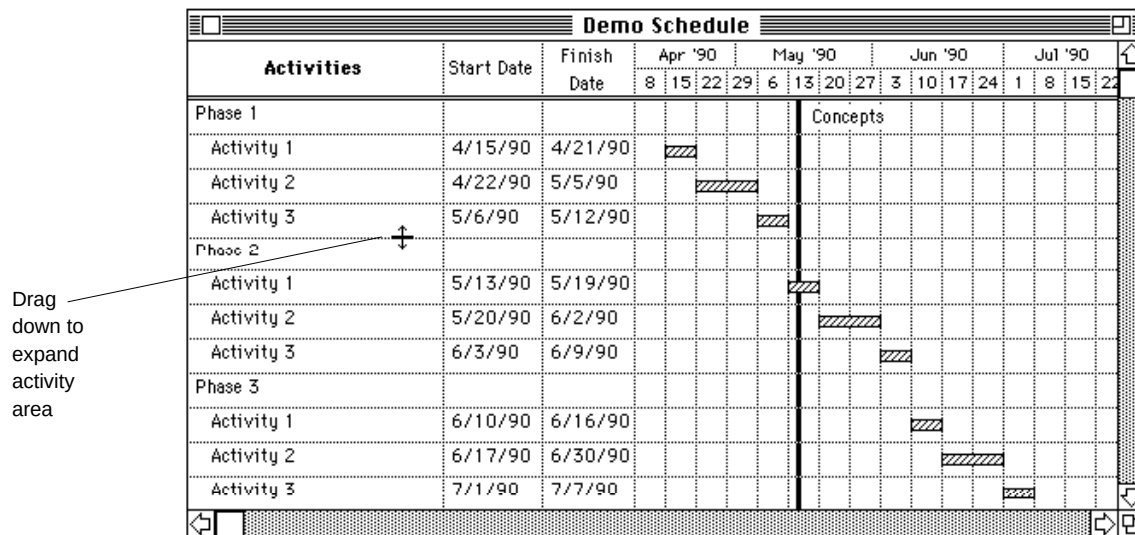 Demo Schedule
Activities Start Date Finish Date Apr '90 May '90 Jun '90 Jul '90
8 15 22 29 6 13 20 27 3 10 17 24 1 8 15 22
Phase 1 Concepts
Activity 1 4/15/90 4/21/90
Activity 2 4/22/90 5/5/90
Activity 3 5/6/90 5/12/90
Phase 2
Activity 1 5/13/90 5/19/90
Activity 2 5/20/90 6/2/90
Activity 3 6/3/90 6/9/90
Phase 3
Activity 1 6/10/90 6/16/90
Activity 2 6/17/90 6/30/90
Activity 3 7/1/90 7/7/90
Drag
down to
expand
activity
area